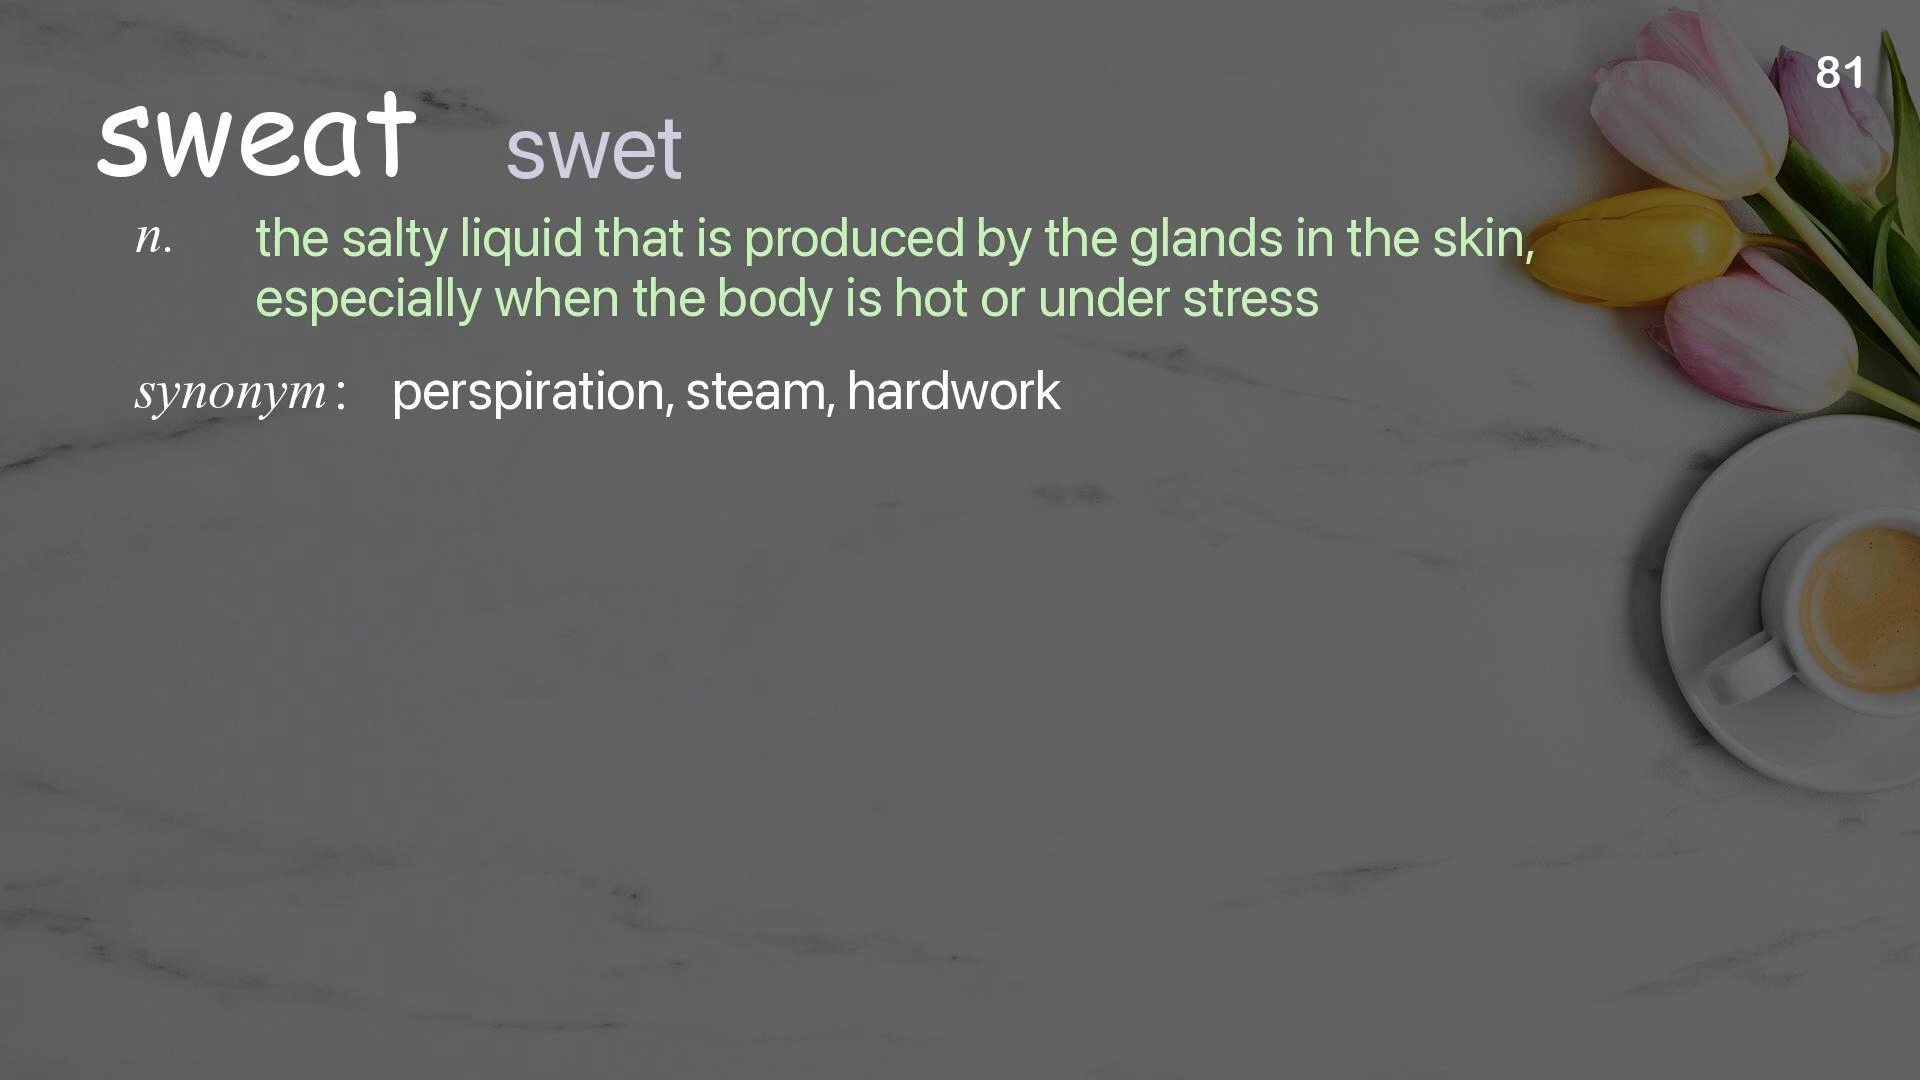 81
sweat swet
n. the salty liquid that is produced by the glands in the skin,
especially when the body is hot or under stress
synonym : perspiration, steam, hardwork